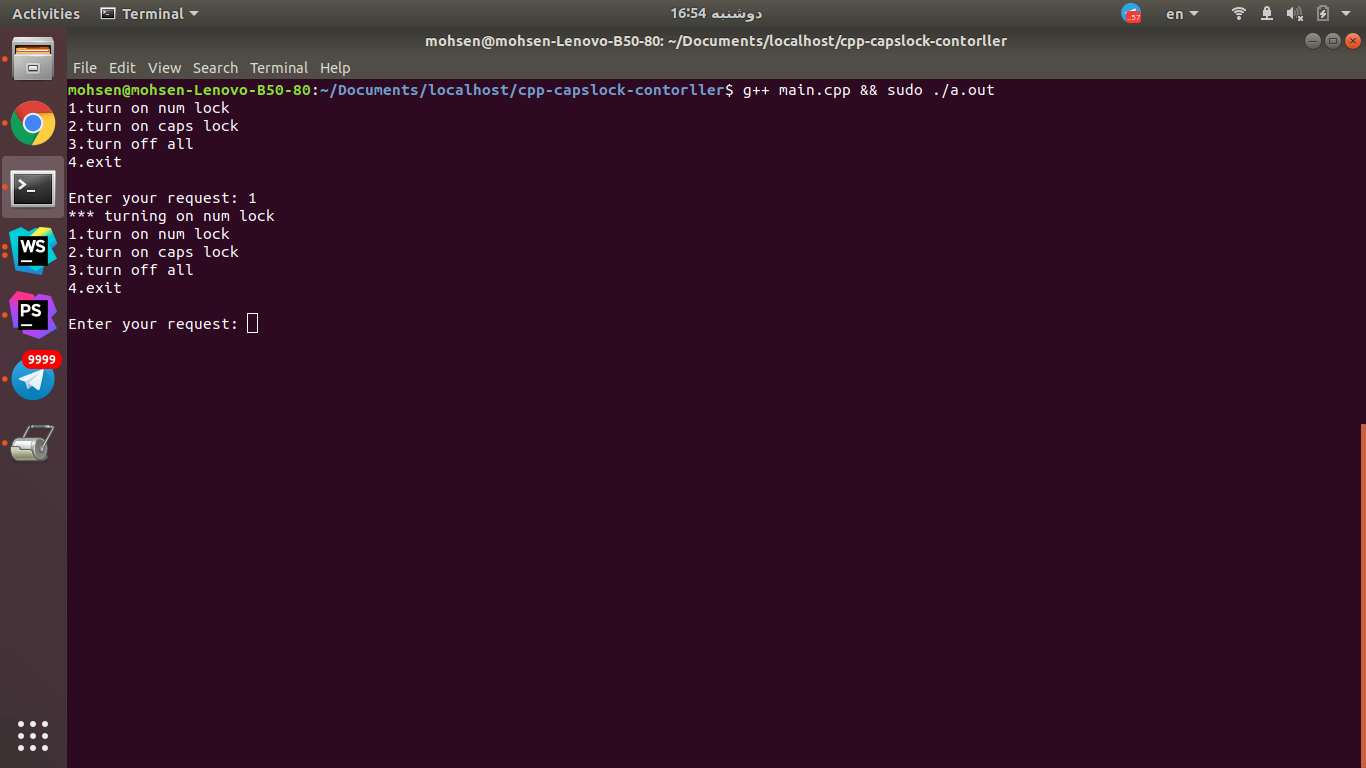 Activities Terminal دوشنبه 16:54 57 en
mohsen@mohsen-Lenovo-B50-80: ~/Documents/localhost/cpp-capslock-contorller
File Edit View Search Terminal Help
mohsen@mohsen-Lenovo-B50-80:~/Documents/localhost/cpp-capslock-contorller$ g++ main.cpp && sudo ./a.out
1.turn on num lock
2.turn on caps lock
3.turn off all
4.exit
Enter your request: 1
*** turning on num lock
1.turn on num lock
2.turn on caps lock
3.turn off all
4.exit
Enter your request:
WS
PS
9999